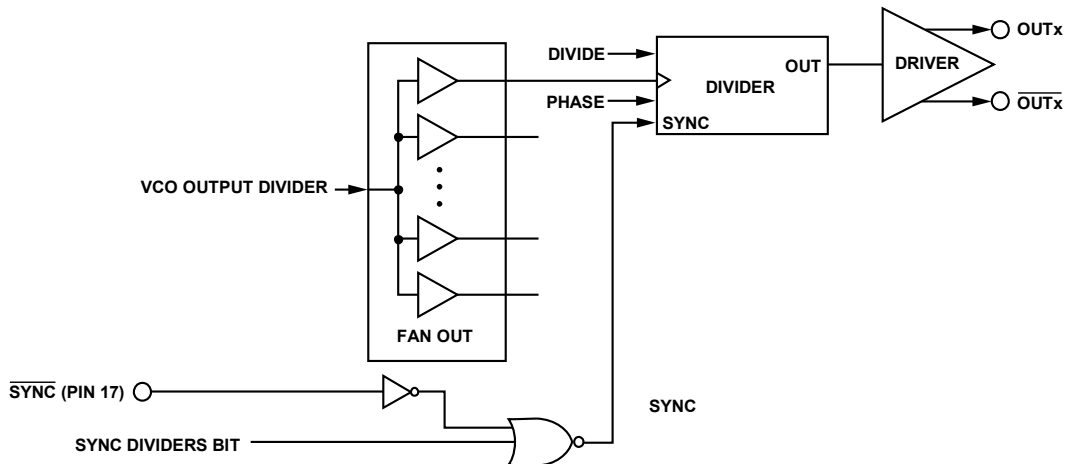 OUTx
DIVIDE
OUT
DRIVER
DIVIDER
PHASE
OUTx
SYNC
VCO OUTPUT DIVIDER
FAN OUT
SYNC (PIN 17)
SYNC
SYNC DIVIDERS BIT